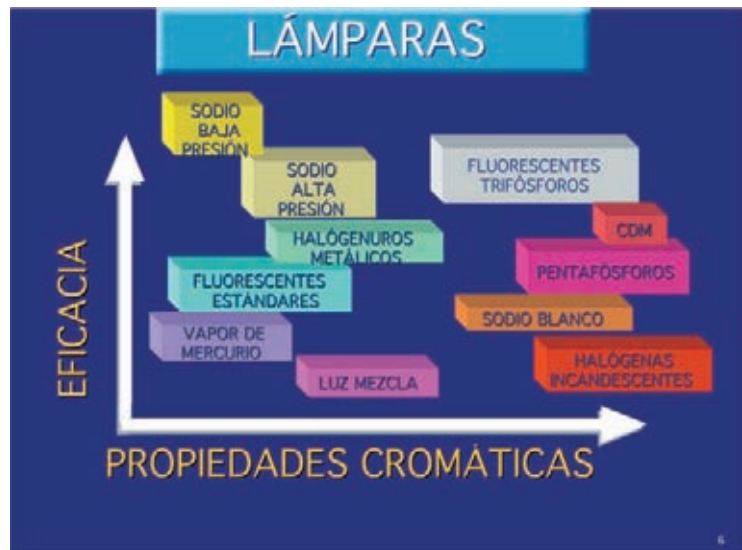 LÁMPARAS
SODIO
BAJA
PRESIÓN
SODIO
ALTA
PRESIÓN
FLUORESCENTES
TRIFÓSFOROS
HALÓGENUROS
METÁLICOS
CDM
FLUORESCENTES
ESTÁNDARES
PENTAFÓSFOROS
VAPOR DE
MERCURIO
SODIO BLANCO
LUZ MEZCLA
HALÓGENAS
INCANDESCENTES
EFICACIA
PROPIEDADES CROMÁTICAS
6